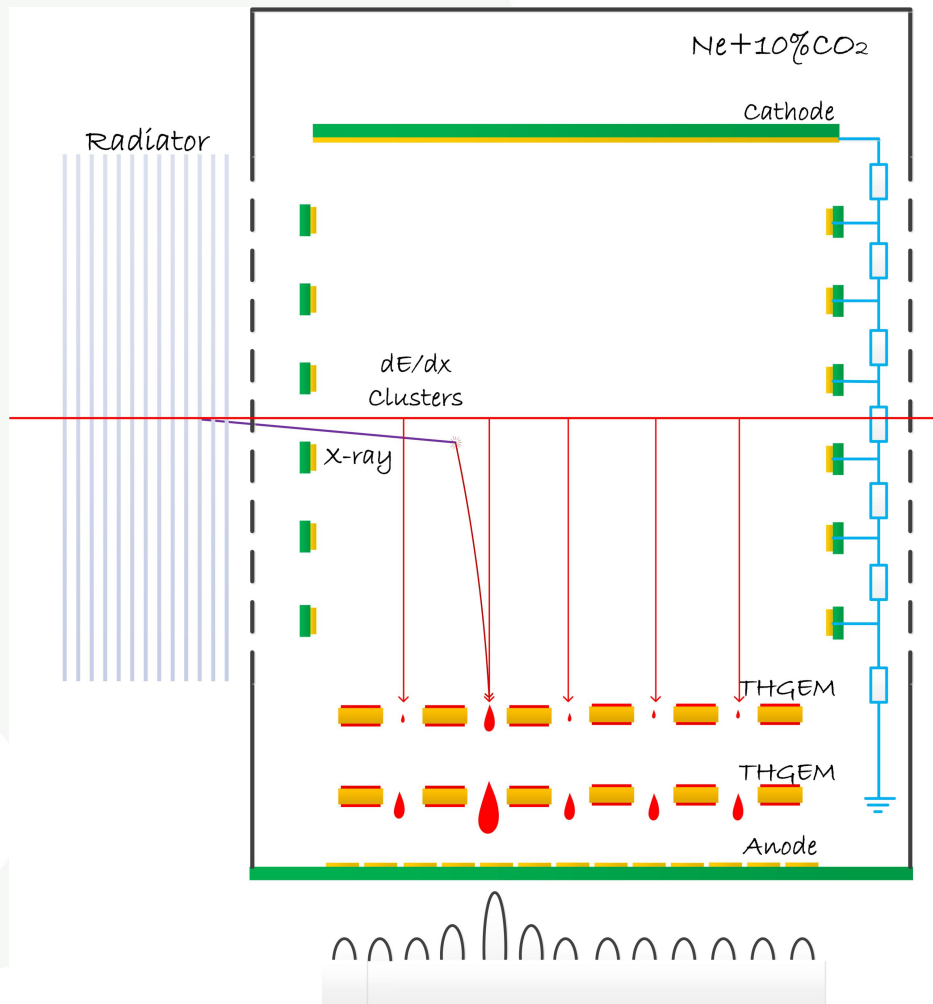 Ne+10%CO₂
Cathode
Radiator
dE/dx
Clusters
X-ray
THGEM
THGEM
Anode